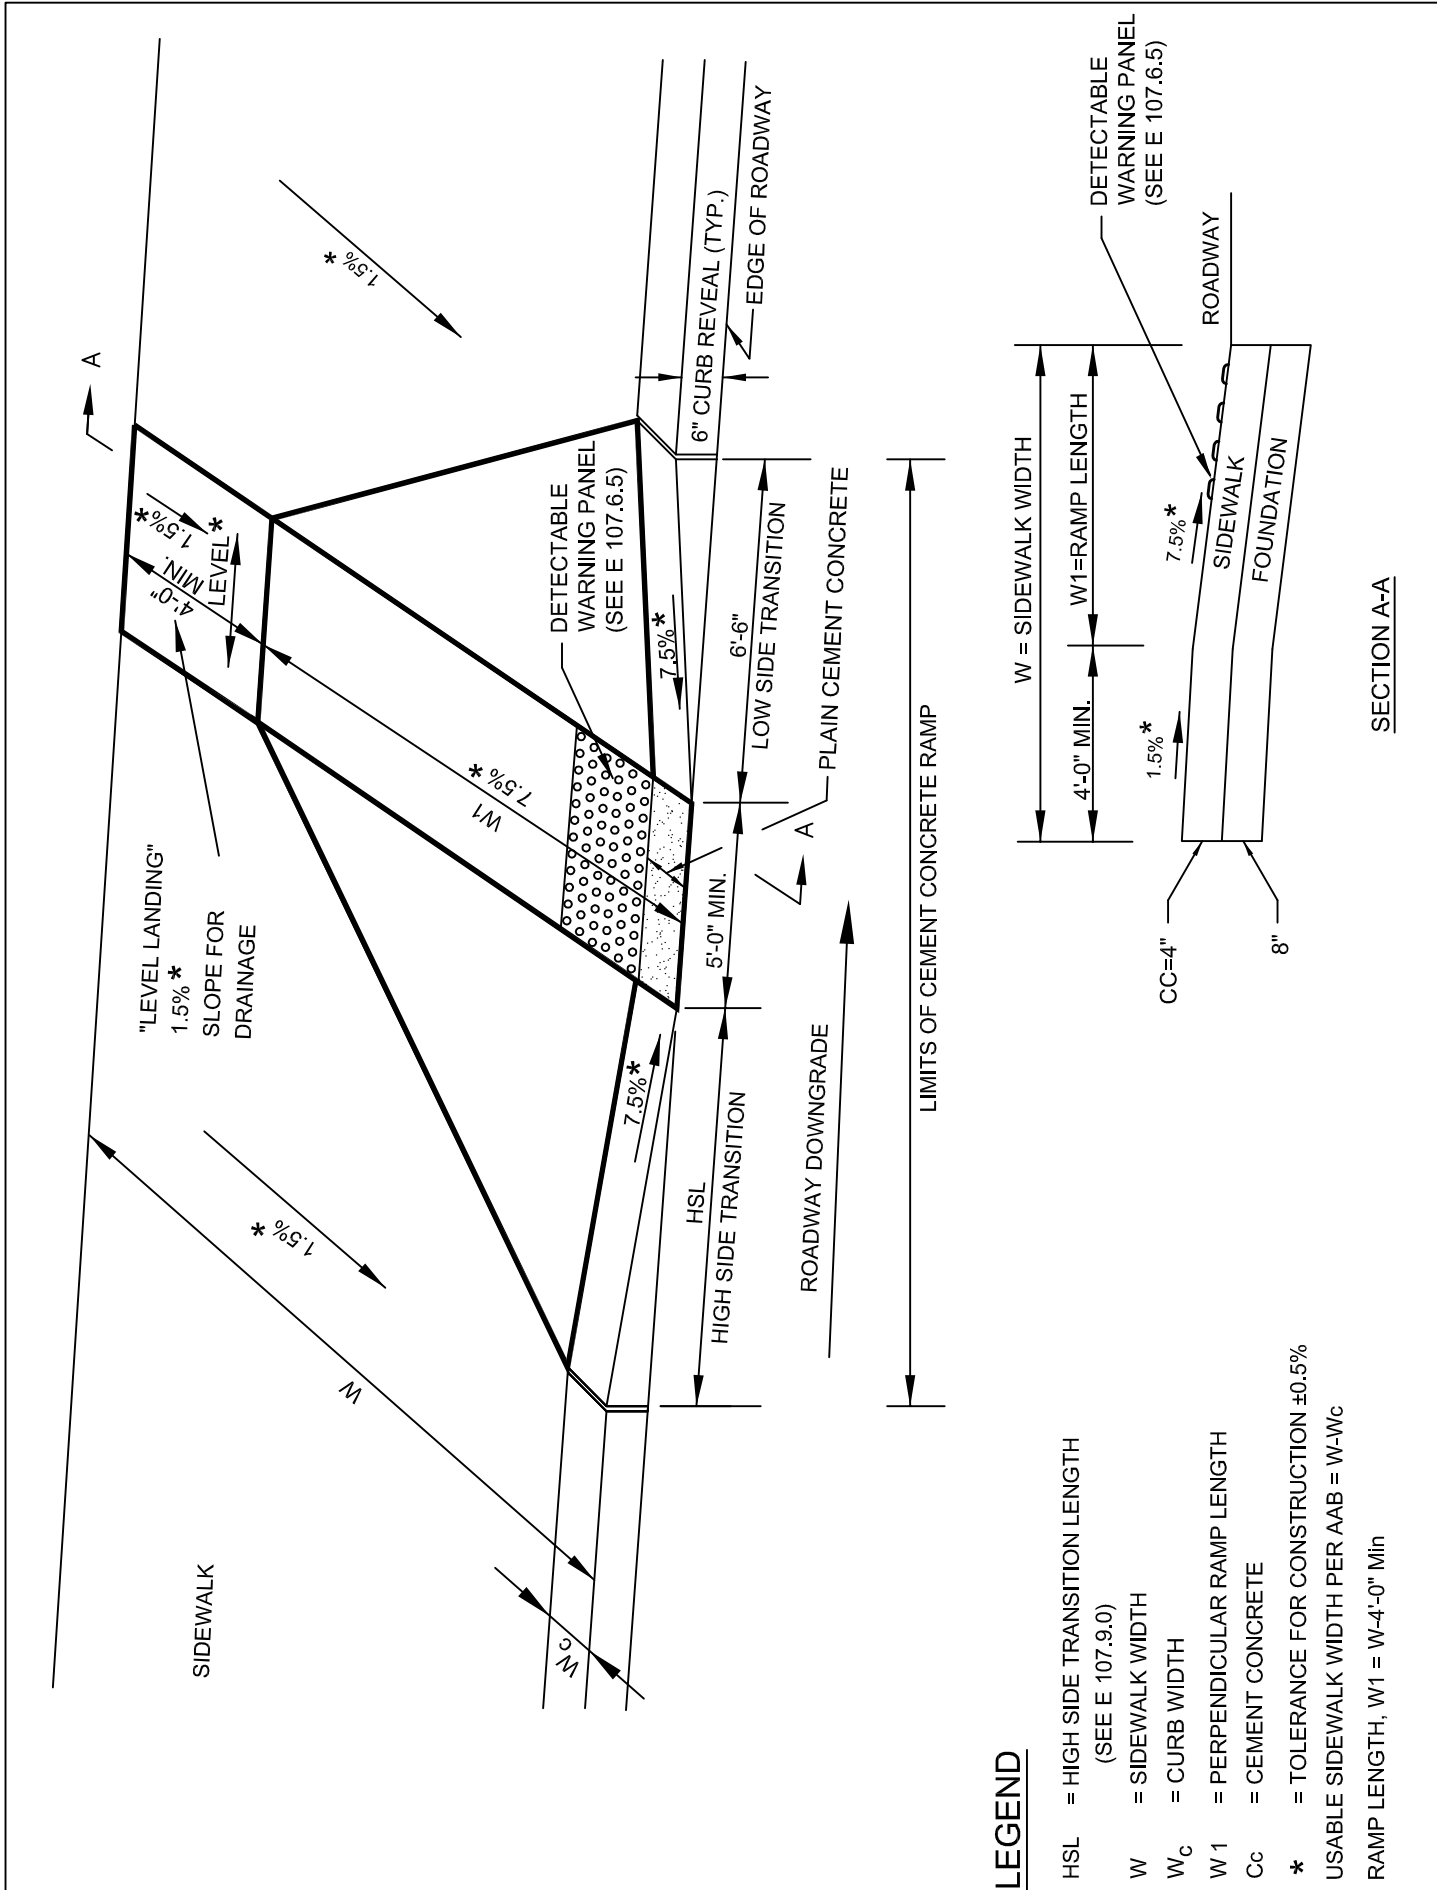 SIDEWALK
W
W c
1.5% *
"LEVEL LANDING"
1.5% *
SLOPE FOR
DRAINAGE
4'-0"
MIN.
1.5% *
LEVEL *
A
1.5% *
W1
7.5% *
DETECTABLE
WARNING PANEL
(SEE E 107.6.5)
7.5% *
7.5% *
6" CURB REVEAL (TYP.)
EDGE OF ROADWAY
HSL
HIGH SIDE TRANSITION
5'-0" MIN.
6'-6"
LOW SIDE TRANSITION
A
PLAIN CEMENT CONCRETE
ROADWAY DOWNGRADE
LIMITS OF CEMENT CONCRETE RAMP
LEGEND
HSL = HIGH SIDE TRANSITION LENGTH
(SEE E 107.9.0)
W = SIDEWALK WIDTH
Wc = CURB WIDTH
W 1 = PERPENDICULAR RAMP LENGTH
Cc = CEMENT CONCRETE
* = TOLERANCE FOR CONSTRUCTION ±0.5%
USABLE SIDEWALK WIDTH PER AAB = W-Wc
RAMP LENGTH, W1 = W-4'-0" Min
W = SIDEWALK WIDTH
4'-0" MIN.
W1=RAMP LENGTH
DETECTABLE
WARNING PANEL
(SEE E 107.6.5)
1.5% *
7.5% *
ROADWAY
SIDEWALK
FOUNDATION
CC=4"
8"
SECTION A-A